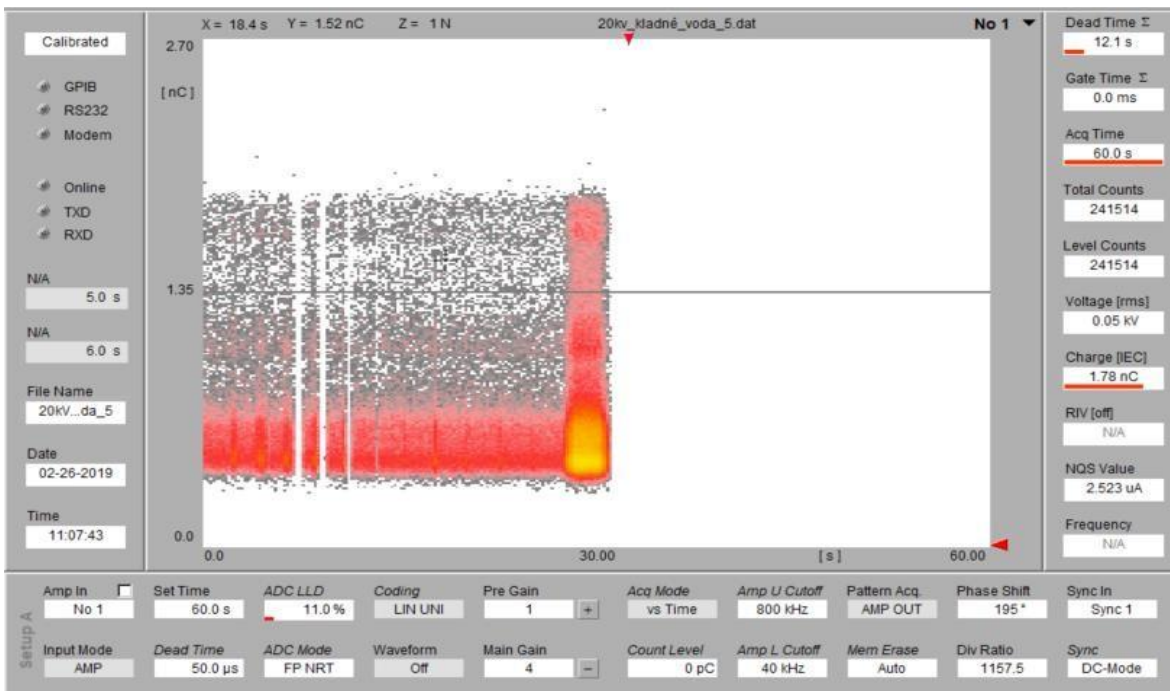 X = 18.4 s Y = 1.52 nC Z = 1 N 20kv_kladné_voda_5.dat No 1
Calibrated
GPIB
RS232
Modem
Online
TXD
RXD
N/A
5.0 s
N/A
6.0 s
File Name
20kV...da_5
Date
02-26-2019
Time
11:07:43
2.70
[nC]
1.35
0.0
0.0 30.00 [s] 60.00
Dead Time Σ
12.1 s
Gate Time Σ
0.0 ms
Acq Time
60.0 s
Total Counts
241514
Level Counts
241514
Voltage [rms]
0.05 kV
Charge [IEC]
1.78 nC
RIV [off]
N/A
NQS Value
2.523 uA
Frequency
N/A
Setup A
Amp In Set Time ADC LLD Coding Pre Gain Acq Mode Amp U Cutoff Pattern Acq. Phase Shift Sync In
No 1 60.0 s 11.0 % LIN UNI 1 + vs Time 800 kHz AMP OUT 195 ° Sync 1
Input Mode Dead Time ADC Mode Waveform Main Gain Count Level Amp L Cutoff Mem Erase Div Ratio Sync
AMP 50.0 µs FP NRT Off 4 – 0 pC 40 kHz Auto 1157.5 DC-Mode